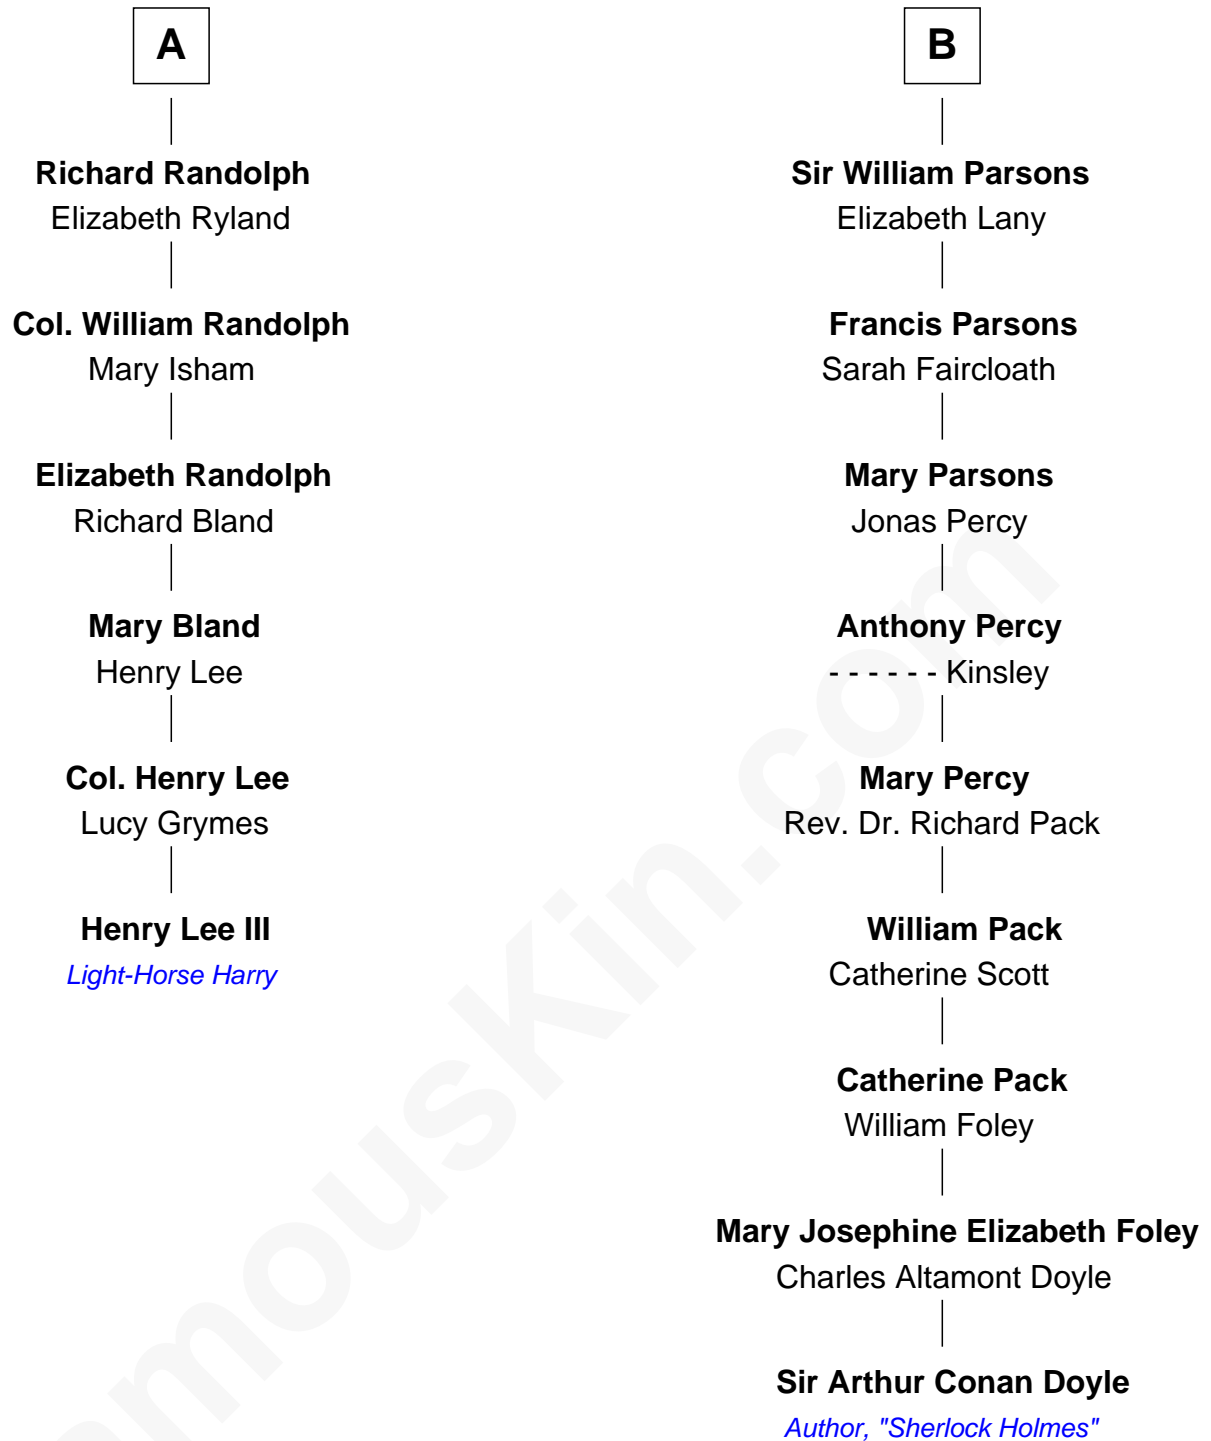 A
Richard Randolph
Elizabeth Ryland
Col. William Randolph
Mary Isham
Elizabeth Randolph
Richard Bland
Mary Bland
Henry Lee
Col. Henry Lee
Lucy Grymes
Henry Lee III
Light-Horse Harry
B
Sir William Parsons
Elizabeth Lany
Francis Parsons
Sarah Faircloath
Mary Parsons
Jonas Percy
Anthony Percy
- - - - - - Kinsley
Mary Percy
Rev. Dr. Richard Pack
William Pack
Catherine Scott
Catherine Pack
William Foley
Mary Josephine Elizabeth Foley
Charles Altamont Doyle
Sir Arthur Conan Doyle
Author, "Sherlock Holmes"
amousKin.com